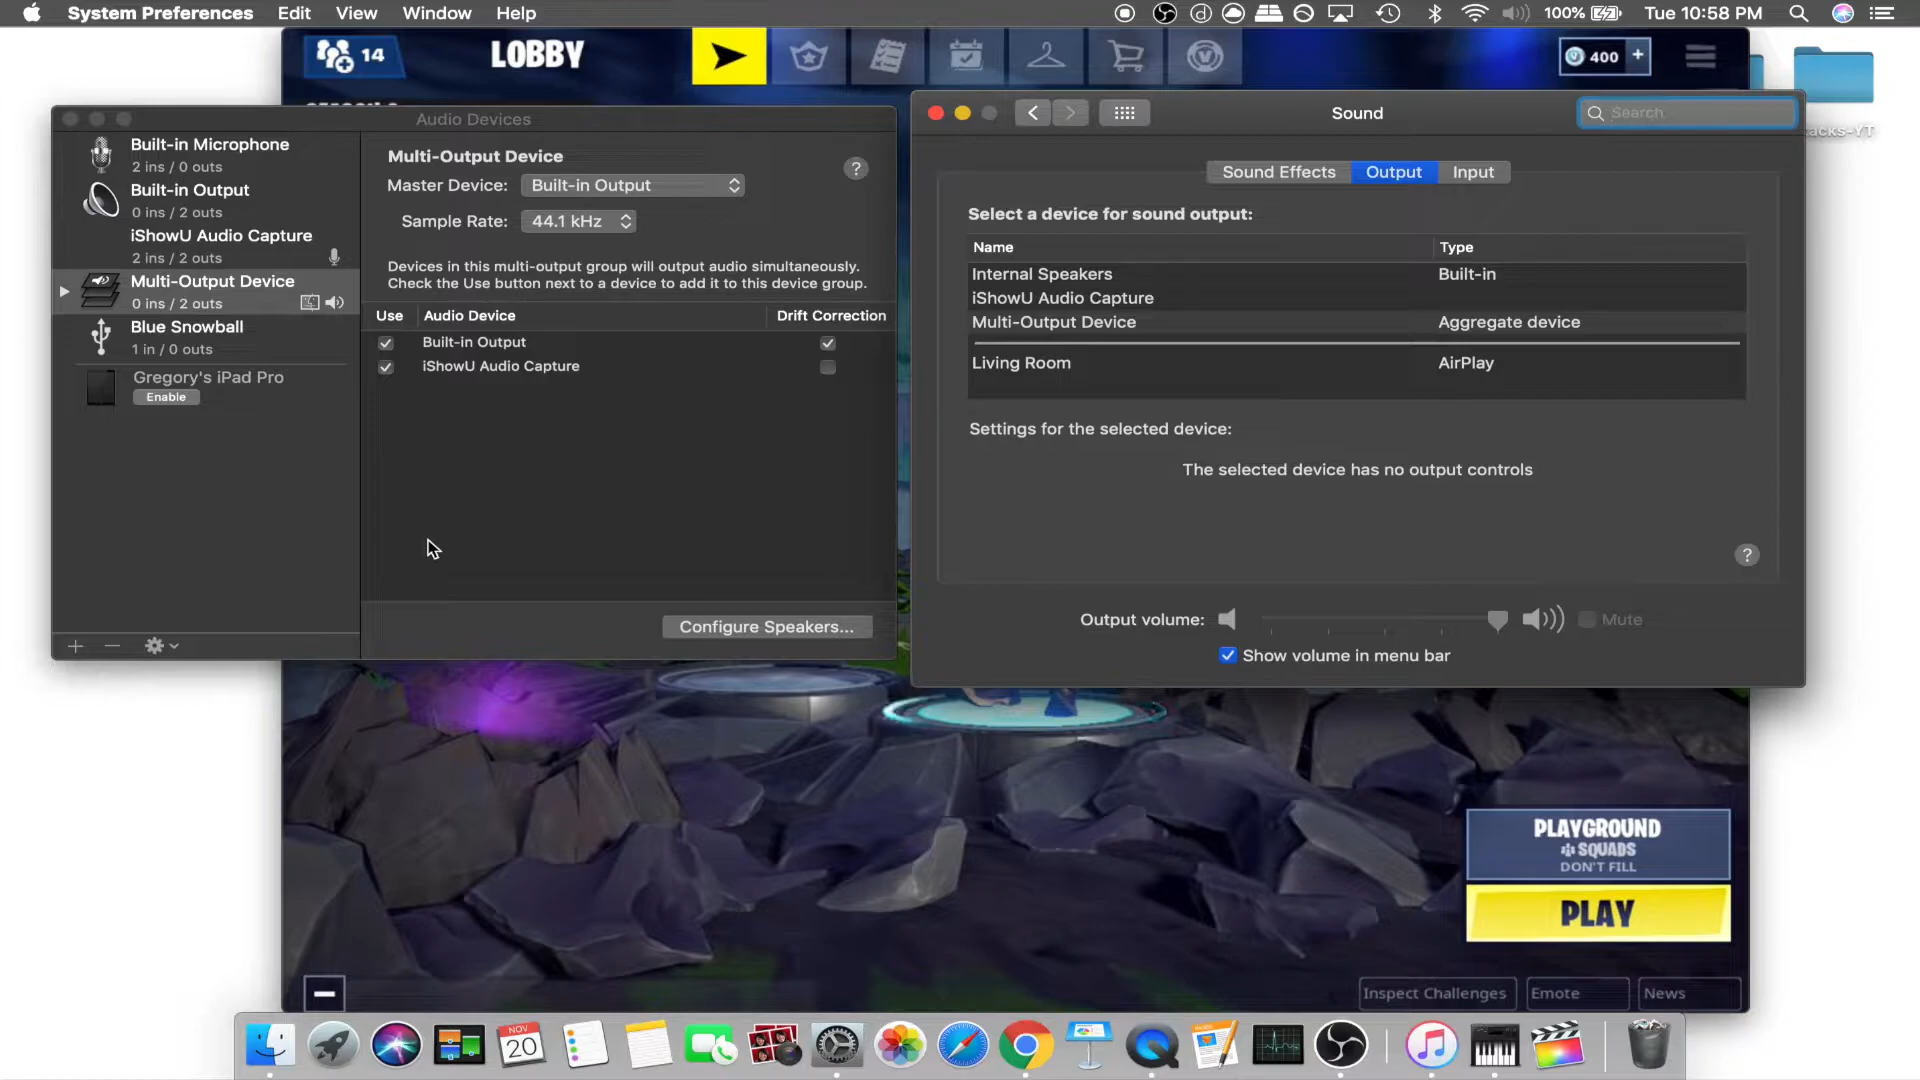 System Preferences Edit View Window Help
100% Tue 10:58 PM
14
LOBBY
400 +
Audio Devices
Built-in Microphone
2 ins / 0 outs
Built-in Output
0 ins / 2 outs
iShowU Audio Capture
2 ins / 2 outs
Multi-Output Device
0 ins / 2 outs
Blue Snowball
1 in / 0 outs
Gregory's iPad Pro
Enable
Multi-Output Device
?
Master Device: Built-in Output
Sample Rate: 44.1 kHz
Devices in this multi-output group will output audio simultaneously.
Check the Use button next to a device to add it to this device group.
Use Audio Device Drift Correction
Built-in Output
iShowU Audio Capture
Configure Speakers...
Sound
Search
Sound Effects Output Input
Select a device for sound output:
Name Type
Internal Speakers Built-in
iShowU Audio Capture
Multi-Output Device Aggregate device
Living Room AirPlay
Settings for the selected device:
The selected device has no output controls
?
Output volume: Mute
Show volume in menu bar
acks-YT
PLAYGROUND
SQUADS
DON'T FILL
PLAY
Inspect Challenges Emote News
NOV
20